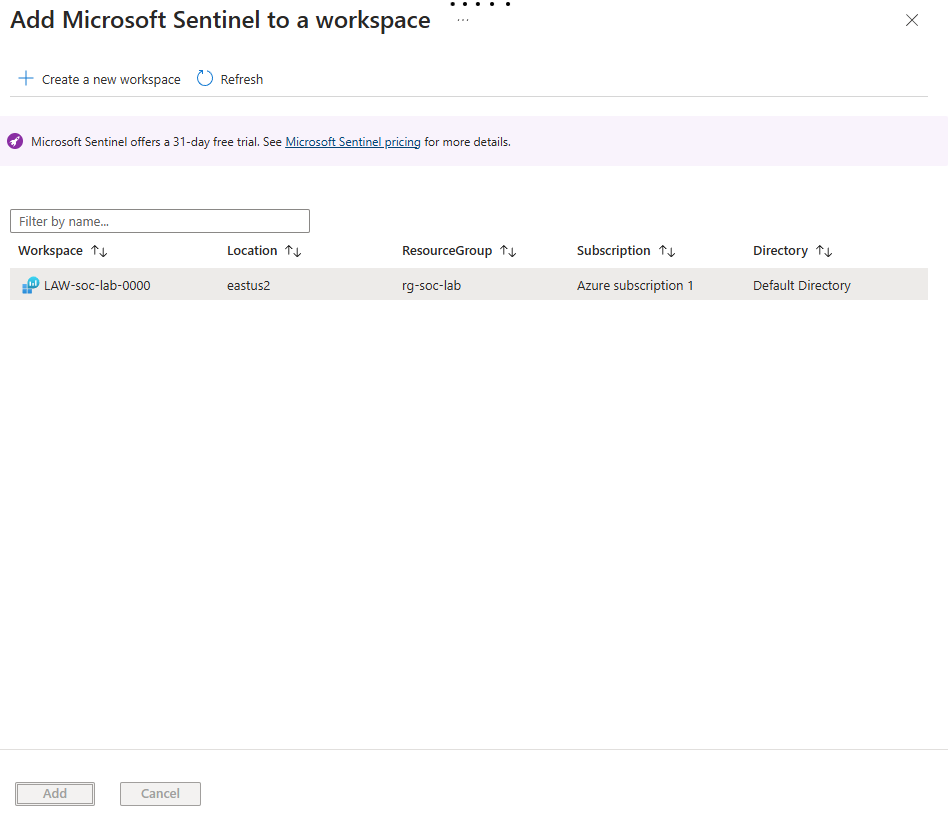 Add Microsoft Sentinel to a workspace ...
Create a new workspace Refresh
Microsoft Sentinel offers a 31-day free trial. See Microsoft Sentinel pricing for more details.
Filter by name...
Workspace Location ResourceGroup Subscription Directory
LAW-soc-lab-0000 eastus2 rg-soc-lab Azure subscription 1 Default Directory
Add Cancel